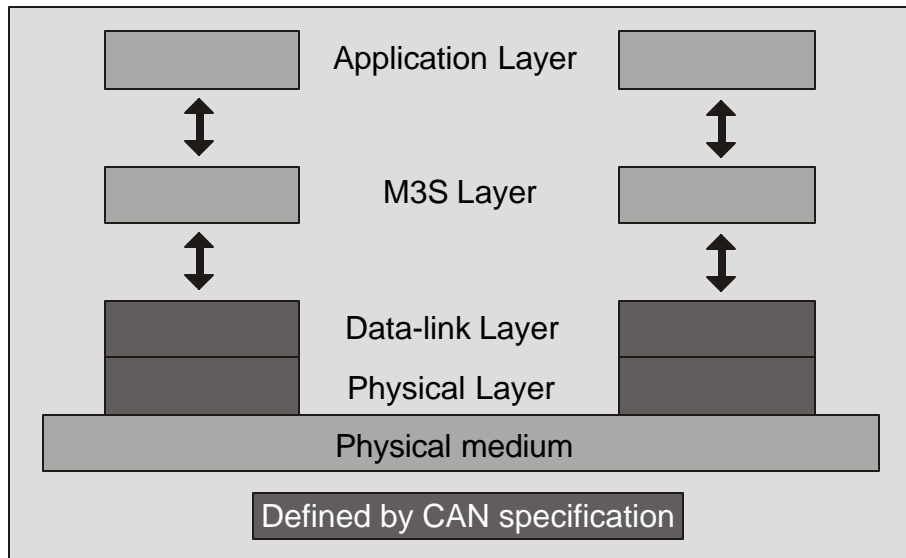 Application Layer
M3S Layer
Data-link Layer
Physical Layer
Physical medium
Defined by CAN specification